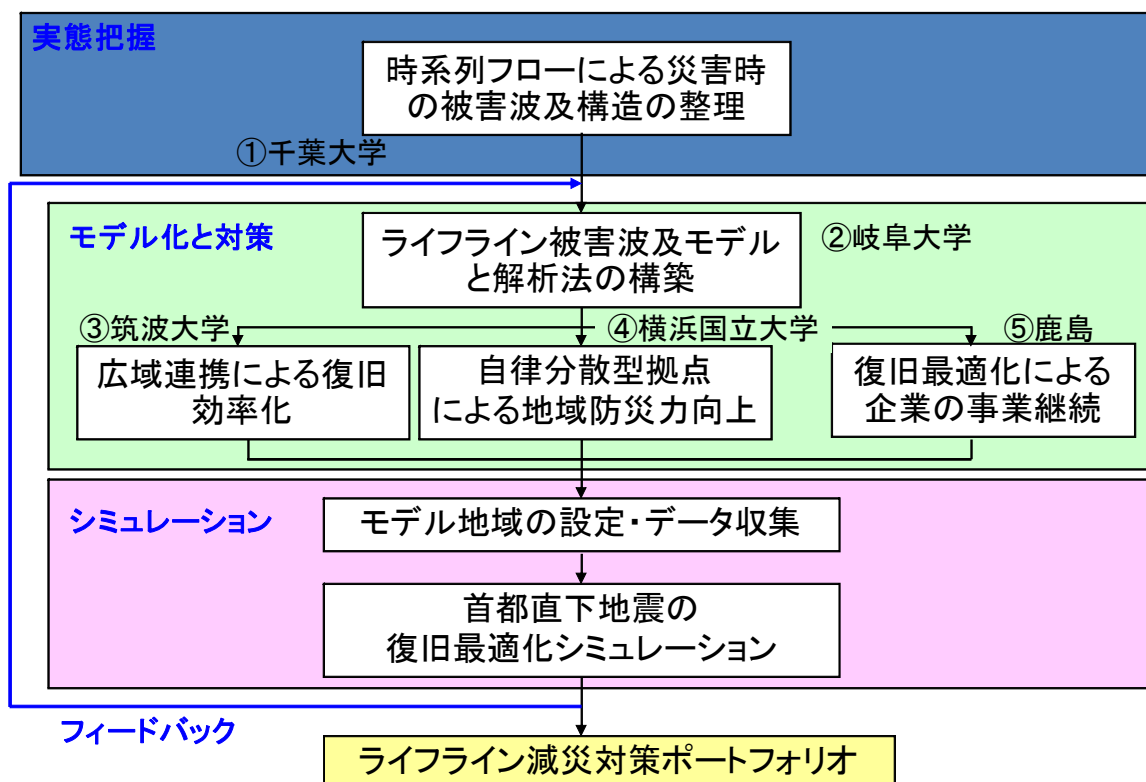 実態把握
時系列フローによる災害時
の被害波及構造の整理
①千葉大学
モデル化と対策
ライフライン被害波及モデル
と解析法の構築
②岐阜大学
③筑波大学
④横浜国立大学
⑤鹿島
広域連携による復旧
効率化
自律分散型拠点
による地域防災力向上
復旧最適化による
企業の事業継続
シミュレーション
モデル地域の設定・データ収集
首都直下地震の
復旧最適化シミュレーション
フィードバック
ライフライン減災対策ポートフォリオ